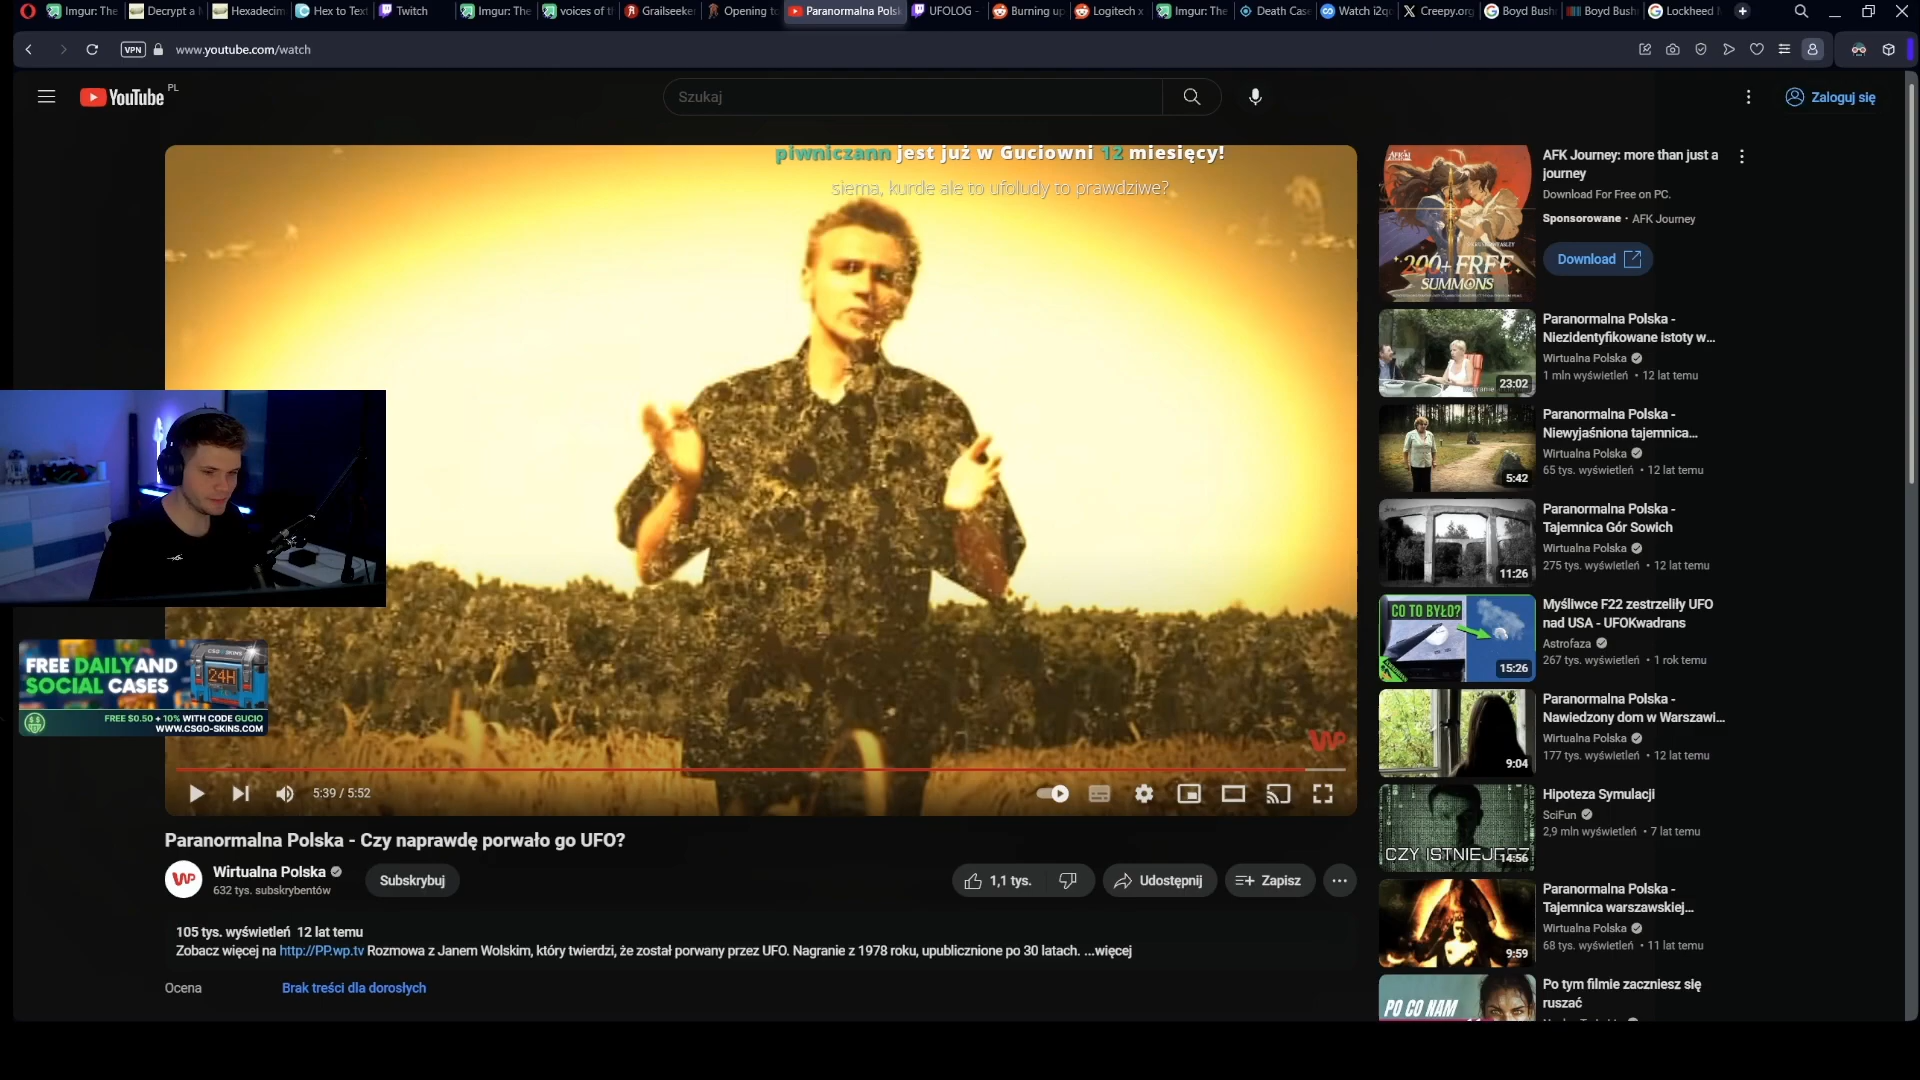 Imgur: The
Decrypt a
Hexadecim
Hex to Text
Twitch
Imgur: The
voices of t
Grailseeke
Opening to
Paranormalna Pols
UFOLOG -
Burning up
Logitech x
Imgur: The
Death Cas
Watch i2q
Creepy.org
Boyd Bush
Boyd Bush
Lockheed
VPN
www.youtube.com/watch
YouTube PL
Szukaj
Zaloguj się
piwniczann jest już w Guciowni 12 miesięcy!
siema, kurde ale to ufoludy to prawdziwe?
WP
FREE DAILY AND
SOCIAL CASES
24H
FREE $0.50 + 10% WITH CODE GUCIO
WWW.CSGO-SKINS.COM
5:39 / 5:52
Paranormalna Polska - Czy naprawdę porwało go UFO?
Wirtualna Polska
632 tys. subskrybentów
Subskrybuj
1,1 tys.
Udostępnij
Zapisz
105 tys. wyświetleń 12 lat temu
Zobacz więcej na http://PP.wp.tv Rozmowa z Janem Wolskim, który twierdzi, że został porwany przez UFO. Nagranie z 1978 roku, upublicznione po 30 latach. ...więcej
Ocena
Brak treści dla dorosłych
200+ FREE
SUMMONS
AFK Journey: more than just a
journey
Download For Free on PC.
Sponsorowane · AFK Journey
Download
23:02
Paranormalna Polska -
Niezidentyfikowane istoty w...
Wirtualna Polska
1 mln wyświetleń · 12 lat temu
5:42
Paranormalna Polska -
Niewyjaśniona tajemnica...
Wirtualna Polska
65 tys. wyświetleń · 12 lat temu
11:26
Paranormalna Polska -
Tajemnica Gór Sowich
Wirtualna Polska
275 tys. wyświetleń · 12 lat temu
CO TO BYŁO?
15:26
Myśliwce F22 zestrzeliły UFO
nad USA - UFOKwadrans
Astrofaza
267 tys. wyświetleń · 1 rok temu
9:04
Paranormalna Polska -
Nawiedzony dom w Warszawi...
Wirtualna Polska
177 tys. wyświetleń · 12 lat temu
CZY ISTNIEJESZ
14:56
Hipoteza Symulacji
SciFun
2,9 mln wyświetleń · 7 lat temu
9:59
Paranormalna Polska -
Tajemnica warszawskiej...
Wirtualna Polska
68 tys. wyświetleń · 11 lat temu
PO CO NAM
Po tym filmie zaczniesz się
ruszać